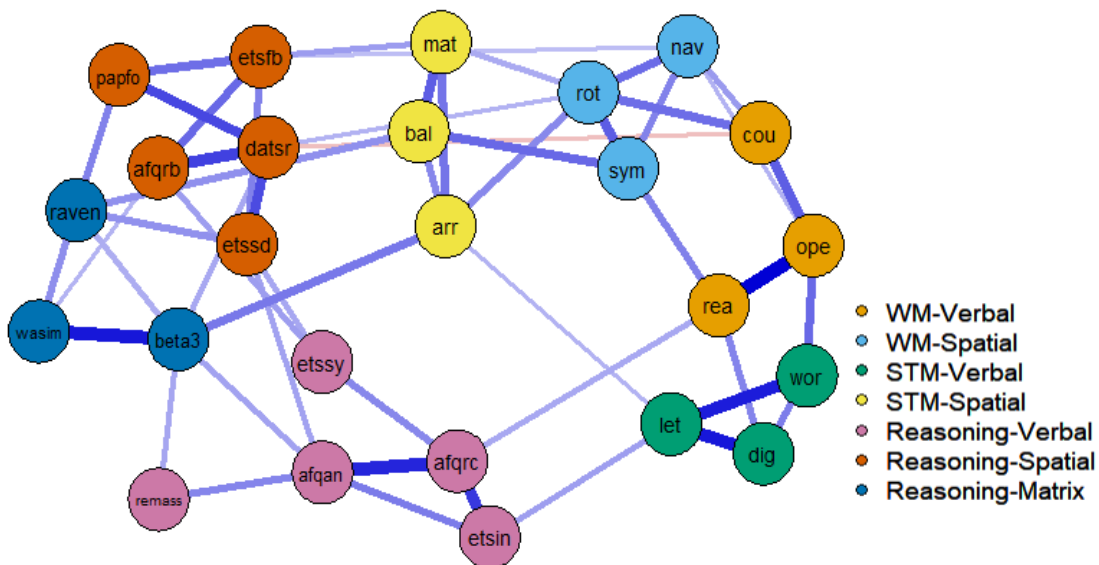 mat
nav
etsfb
papfo
rot
bal
cou
datsr
afqrb
sym
raven
arr
etssd
ope
rea
WM-Verbal
wasim
beta3
WM-Spatial
etssy
wor
STM-Verbal
STM-Spatial
let
Reasoning-Verbal
dig
afqrc
Reasoning-Spatial
afqan
remass
Reasoning-Matrix
etsin